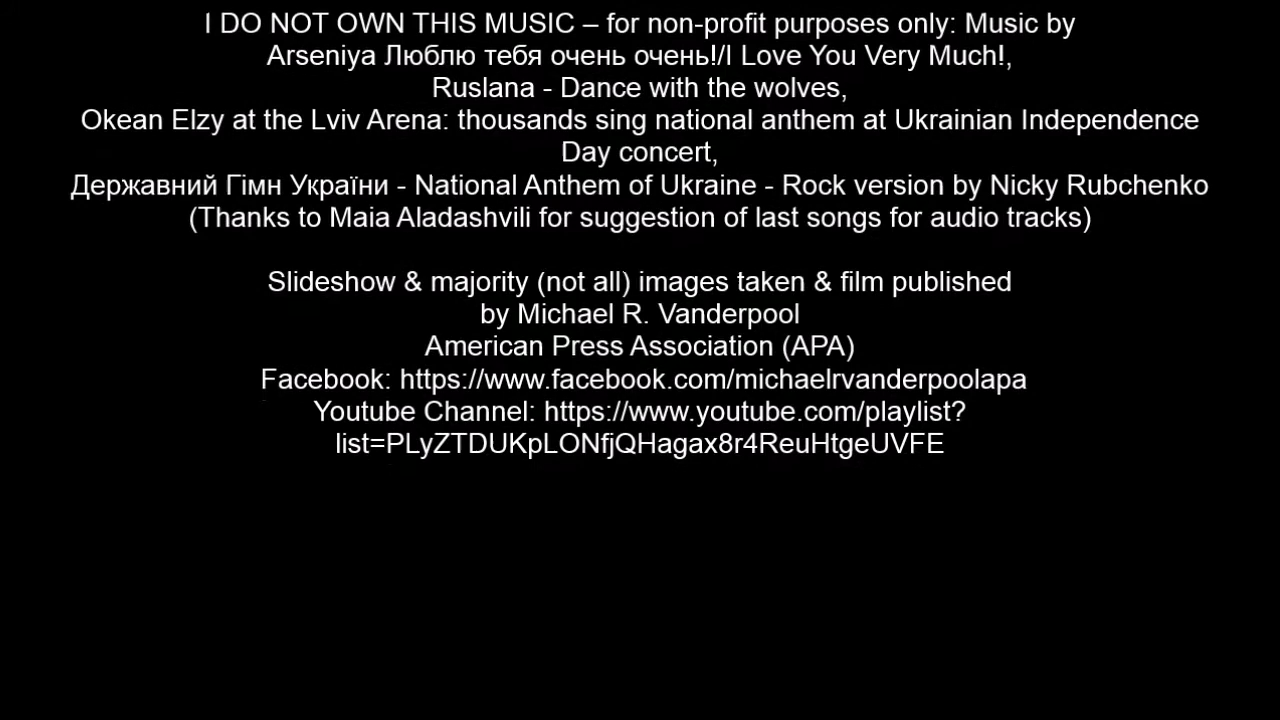 I DO NOT OWN THIS MUSIC – for non-profit purposes only: Music by
Arseniya Люблю тебя очень очень!/I Love You Very Much!,
Ruslana - Dance with the wolves,
Okean Elzy at the Lviv Arena: thousands sing national anthem at Ukrainian Independence
Day concert,
Державний Гімн України - National Anthem of Ukraine - Rock version by Nicky Rubchenko
(Thanks to Maia Aladashvili for suggestion of last songs for audio tracks)
Slideshow & majority (not all) images taken & film published
by Michael R. Vanderpool
American Press Association (APA)
Facebook: https://www.facebook.com/michaelrvanderpoolapa
Youtube Channel: https://www.youtube.com/playlist?
list=PLyZTDUKpLONfjQHagax8r4ReuHtgeUVFE